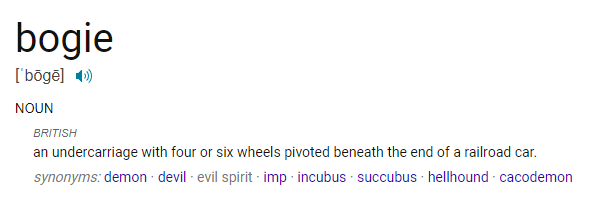 bogie
[ˈbōgē]
NOUN
BRITISH
an undercarriage with four or six wheels pivoted beneath the end of a railroad car.
synonyms: demon · devil · evil spirit · imp · incubus · succubus · hellhound · cacodemon